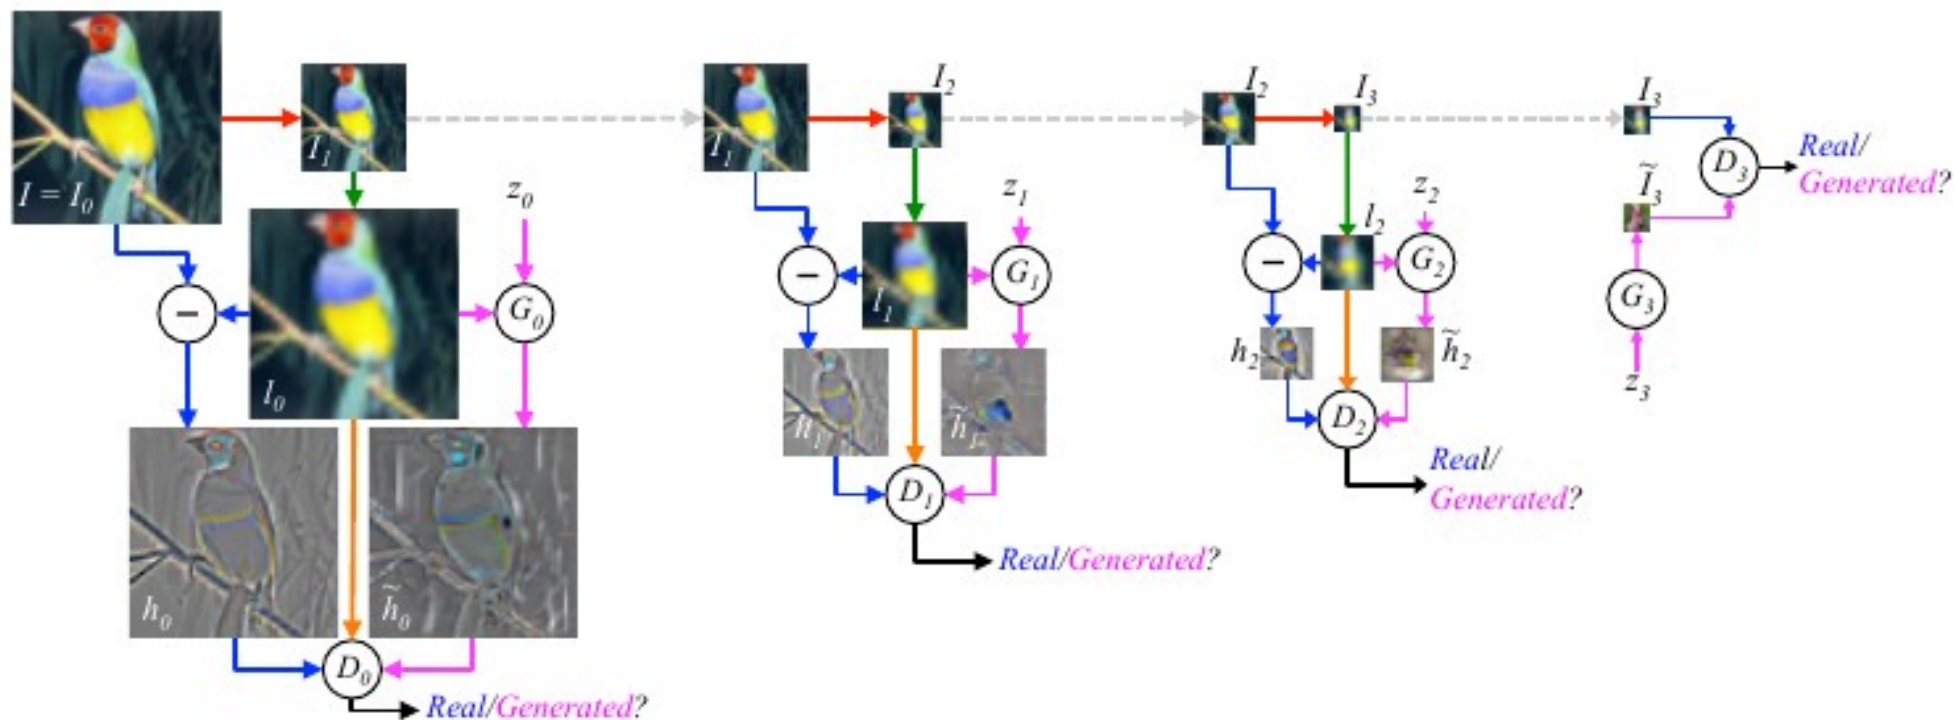 I = I₀
I₁
z₀
−
G₀
l₀
h₀
h̃₀
D₀
Real/Generated?
I₁
I₂
z₁
−
l₁
G₁
h₁
h̃₁
D₁
Real/Generated?
I₂
I₃
z₂
l₂
−
G₂
h₂
h̃₂
D₂
Real/
Generated?
I₃
D₃
Real/
Generated?
Ĩ₃
G₃
z₃